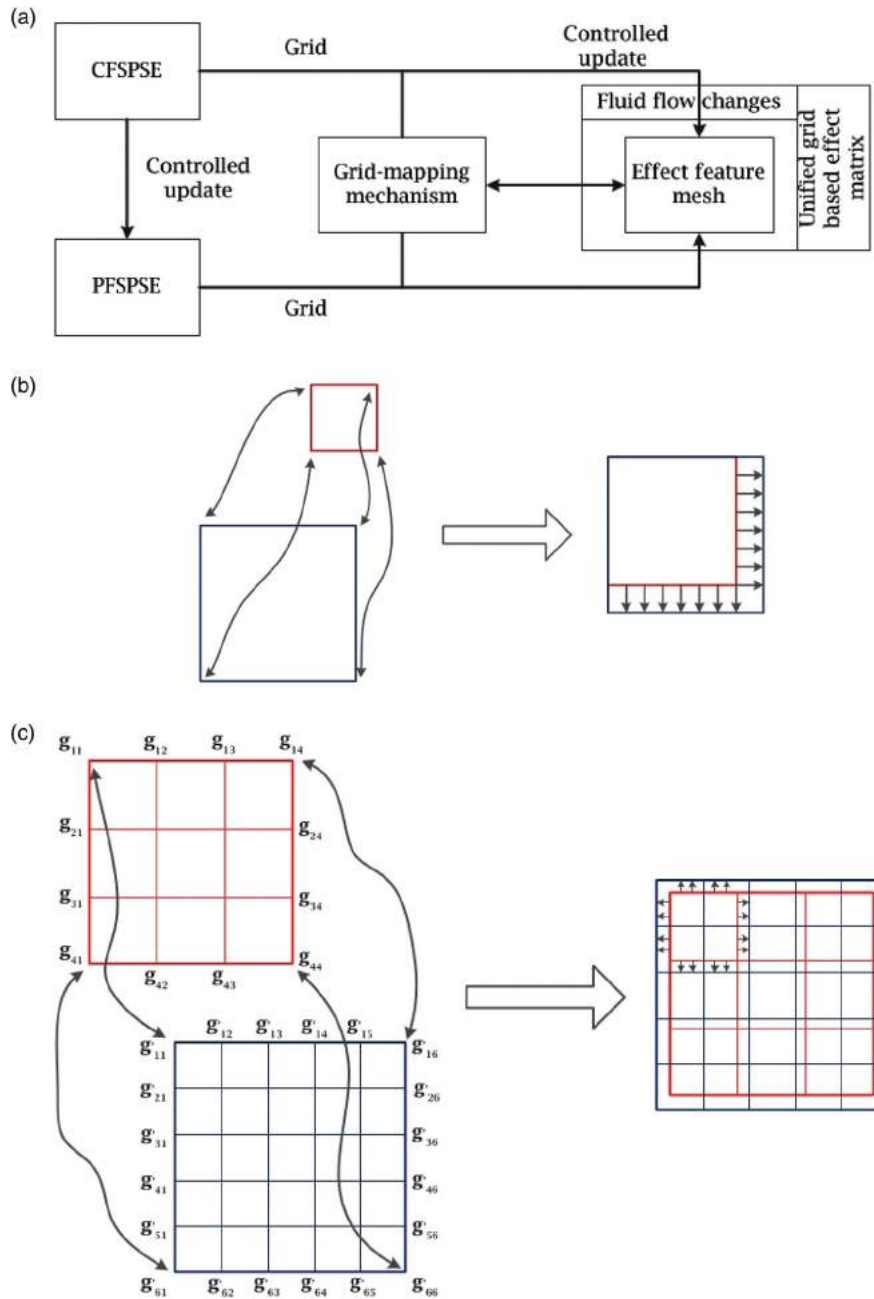 (a)
CFSPSE
Grid
Controlled
update
Fluid flow changes
Controlled
update
Grid-mapping
mechanism
Effect feature
mesh
Unified grid
based effect
matrix
PFSPSE
Grid
(b)
(c)
g11 g12 g13 g14
g21 g24
g31 g34
g41 g44
g42 g43
g'12 g'13 g'14 g'15
g'11 g'16
g'21 g'26
g'31 g'36
g'41 g'46
g'51 g'56
g'61 g'62 g'63 g'64 g'65 g'66